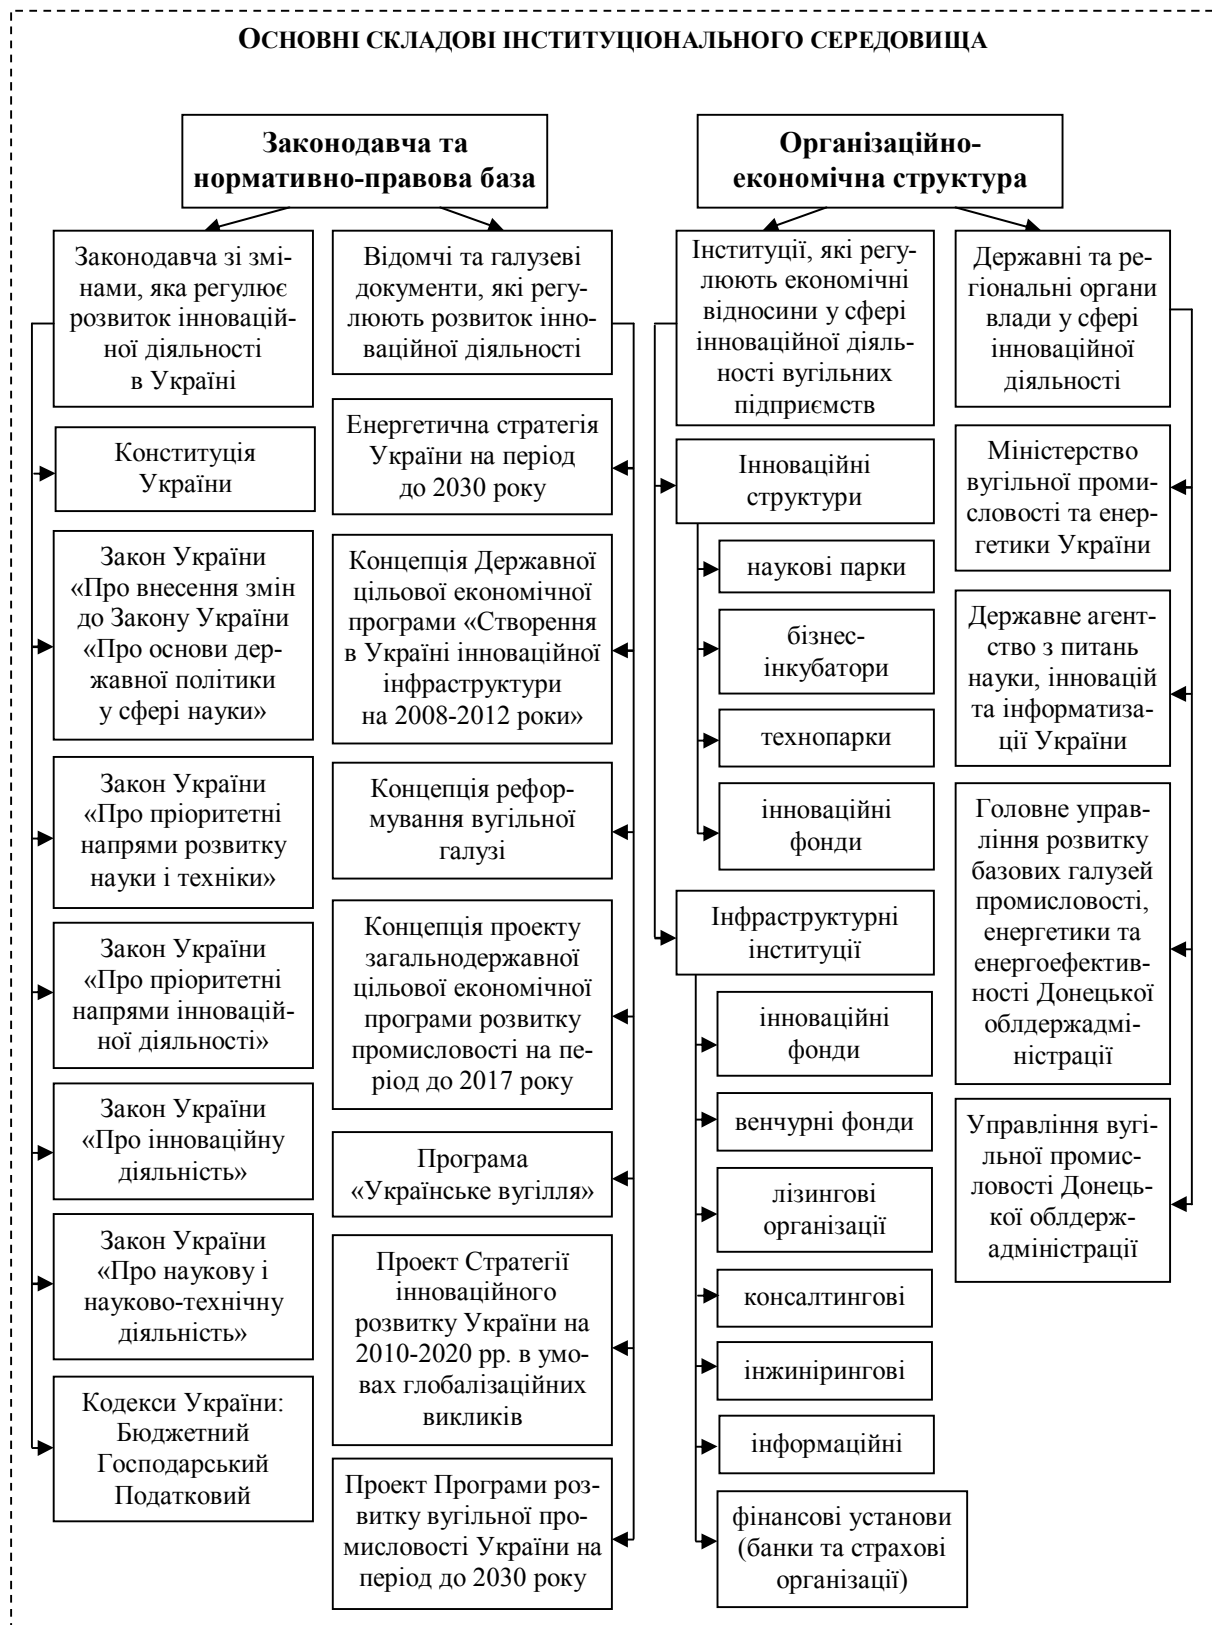 ОСНОВНІ СКЛАДОВІ ІНСТИТУЦІОНАЛЬНОГО СЕРЕДОВИЩА
Законодавча та
нормативно-правова база
Законодавча зі змі-
нами, яка регулює
розвиток інновацій-
ної діяльності
в Україні
Конституція
України
Закон України
«Про внесення змін
до Закону України
«Про основи дер-
жавної політики
у сфері науки»
Закон України
«Про пріоритетні
напрями розвитку
науки і техніки»
Закон України
«Про пріоритетні
напрями інновацій-
ної діяльності»
Закон України
«Про інноваційну
діяльність»
Закон України
«Про наукову і
науково-технічну
діяльність»
Кодекси України:
Бюджетний
Господарський
Податковий
Відомчі та галузеві
документи, які регу-
люють розвиток інно-
ваційної діяльності
Енергетична стратегія
України на період
до 2030 року
Концепція Державної
цільової економічної
програми «Створення
в Україні інноваційної
інфраструктури
на 2008-2012 роки»
Концепція рефор-
мування вугільної
галузі
Концепція проекту
загальнодержавної
цільової економічної
програми розвитку
промисловості на пе-
ріод до 2017 року
Програма
«Українське вугілля»
Проект Стратегії
інноваційного
розвитку України на
2010-2020 рр. в умо-
вах глобалізаційних
викликів
Проект Програми роз-
витку вугільної про-
мисловості України на
період до 2030 року
Організаційно-
економічна структура
Інституції, які регу-
люють економічні
відносини у сфері
інноваційної діяль-
ності вугільних
підприємств
Інноваційні
структури
наукові парки
бізнес-
інкубатори
технопарки
інноваційні
фонди
Інфраструктурні
інституції
інноваційні
фонди
венчурні фонди
лізингові
організації
консалтингові
інжинірингові
інформаційні
фінансові установи
(банки та страхові
організації)
Державні та ре-
гіональні органи
влади у сфері
інноваційної
діяльності
Міністерство
вугільної проми-
словості та енер-
гетики України
Державне агент-
ство з питань
науки, інновацій
та інформатиза-
ції України
Головне управ-
ління розвитку
базових галузей
промисловості,
енергетики та
енергоефектив-
ності Донецької
облдержадмі-
ністрації
Управління вугі-
льної промис-
ловості Донець-
кої облдерж-
адміністрації